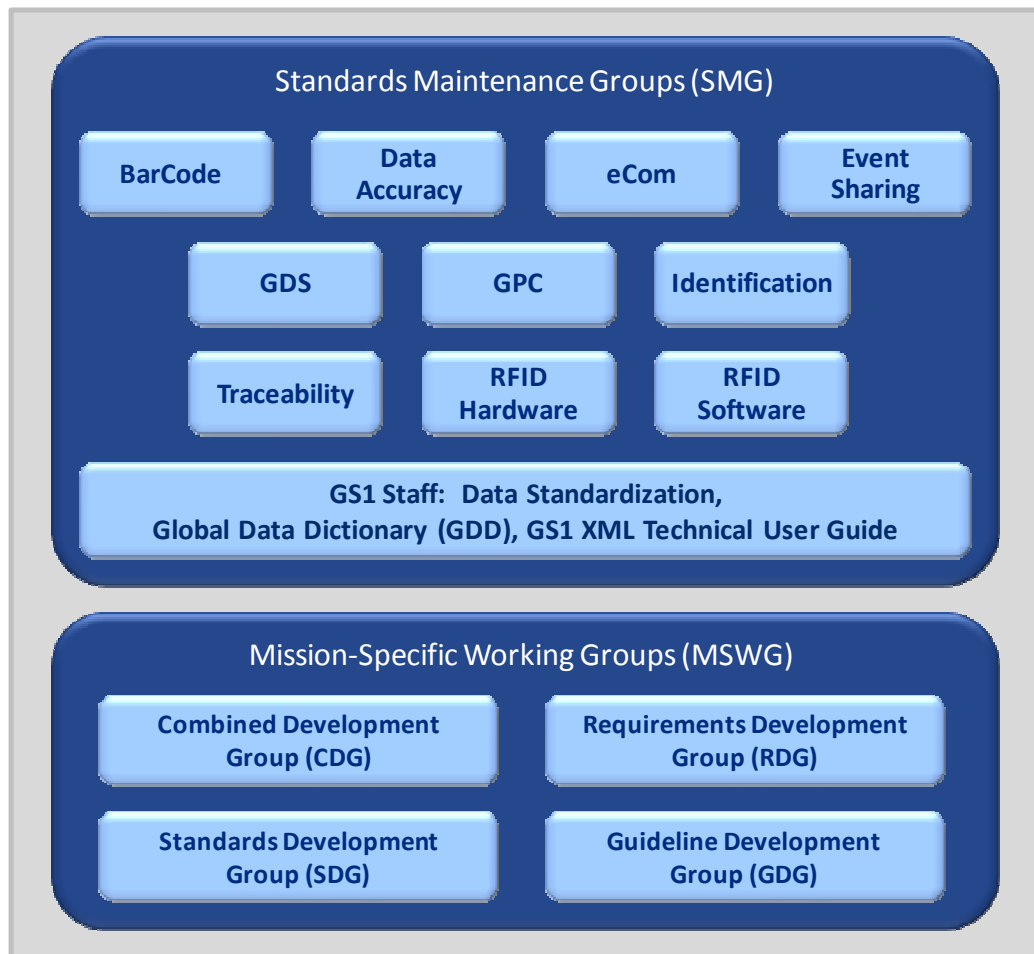 Standards Maintenance Groups (SMG)
BarCode
Data
Accuracy
eCom
Event
Sharing
GDS
GPC
Identification
Traceability
RFID
Hardware
RFID
Software
GS1 Staff: Data Standardization,
Global Data Dictionary (GDD), GS1 XML Technical User Guide
Mission-Specific Working Groups (MSWG)
Combined Development
Group (CDG)
Requirements Development
Group (RDG)
Standards Development
Group (SDG)
Guideline Development
Group (GDG)